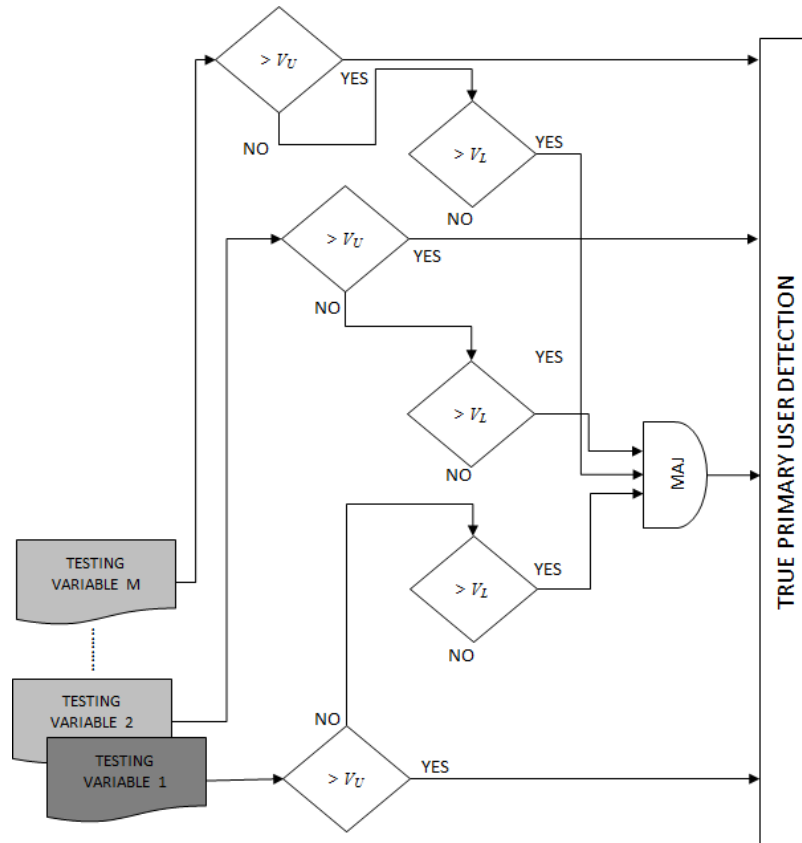 > V_U
YES
NO
> V_L
YES
NO
> V_U
YES
NO
YES
> V_L
NO
MAJ
TRUE PRIMARY USER DETECTION
> V_L
YES
NO
TESTING
VARIABLE M
TESTING
VARIABLE 2
TESTING
VARIABLE 1
NO
> V_U
YES